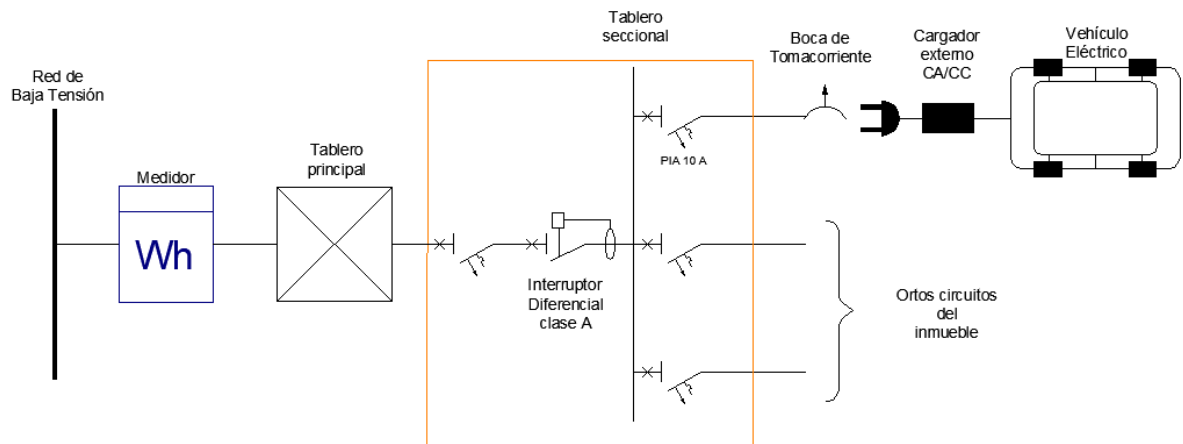 Red de
Baja Tensión
Medidor
Wh
Tablero
principal
Tablero
seccional
Interruptor
Diferencial
clase A
PIA 10 A
Boca de
Tomacorriente
Cargador
externo
CA/CC
Vehículo
Eléctrico
Ortos circuitos
del
inmueble